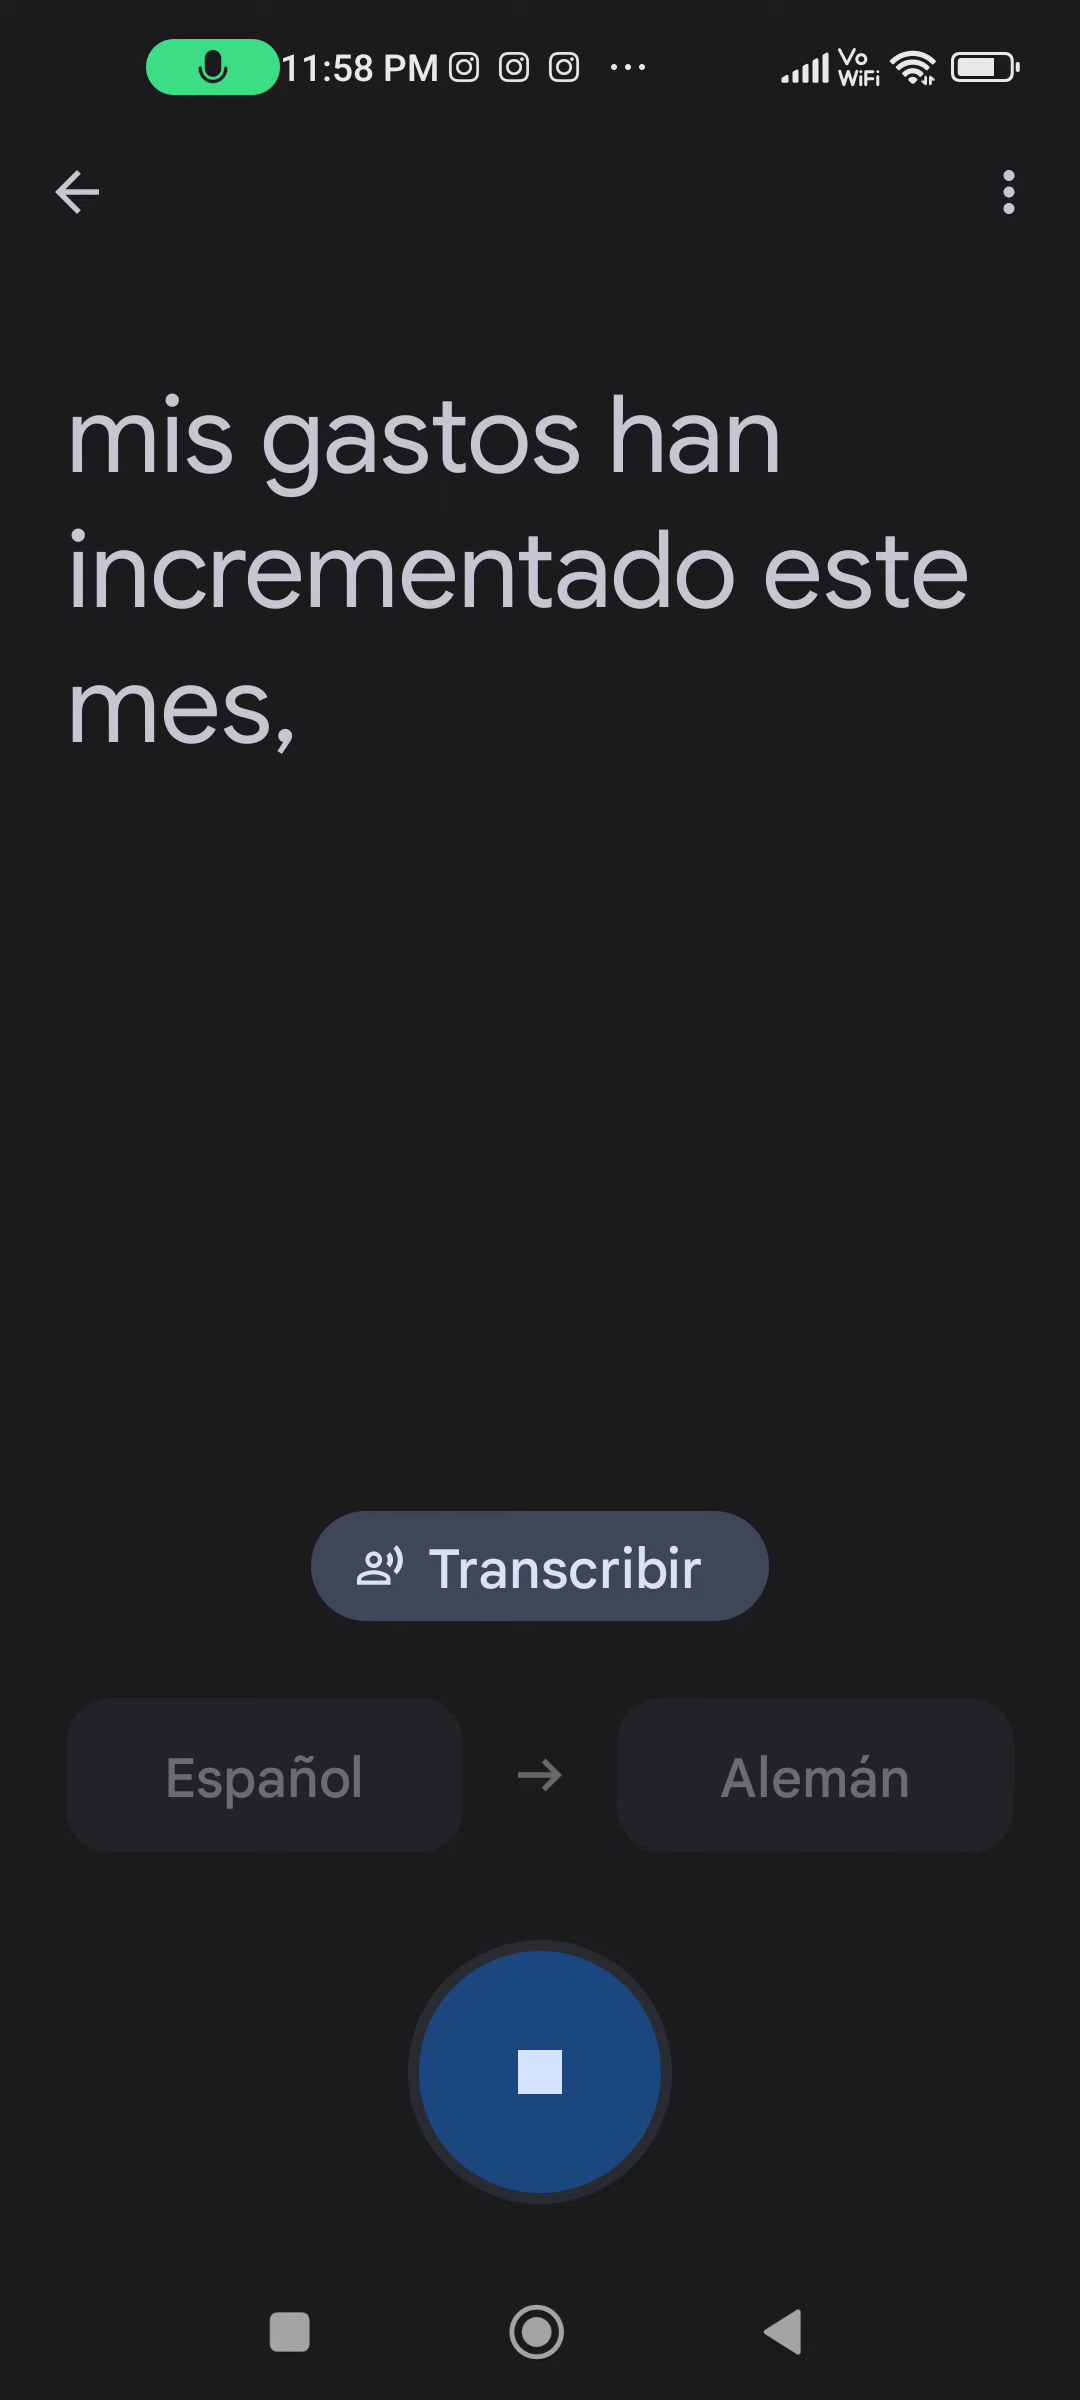 11:58 PM
Vo
WiFi
mis gastos han
incrementado este
mes,
Transcribir
Español
Alemán